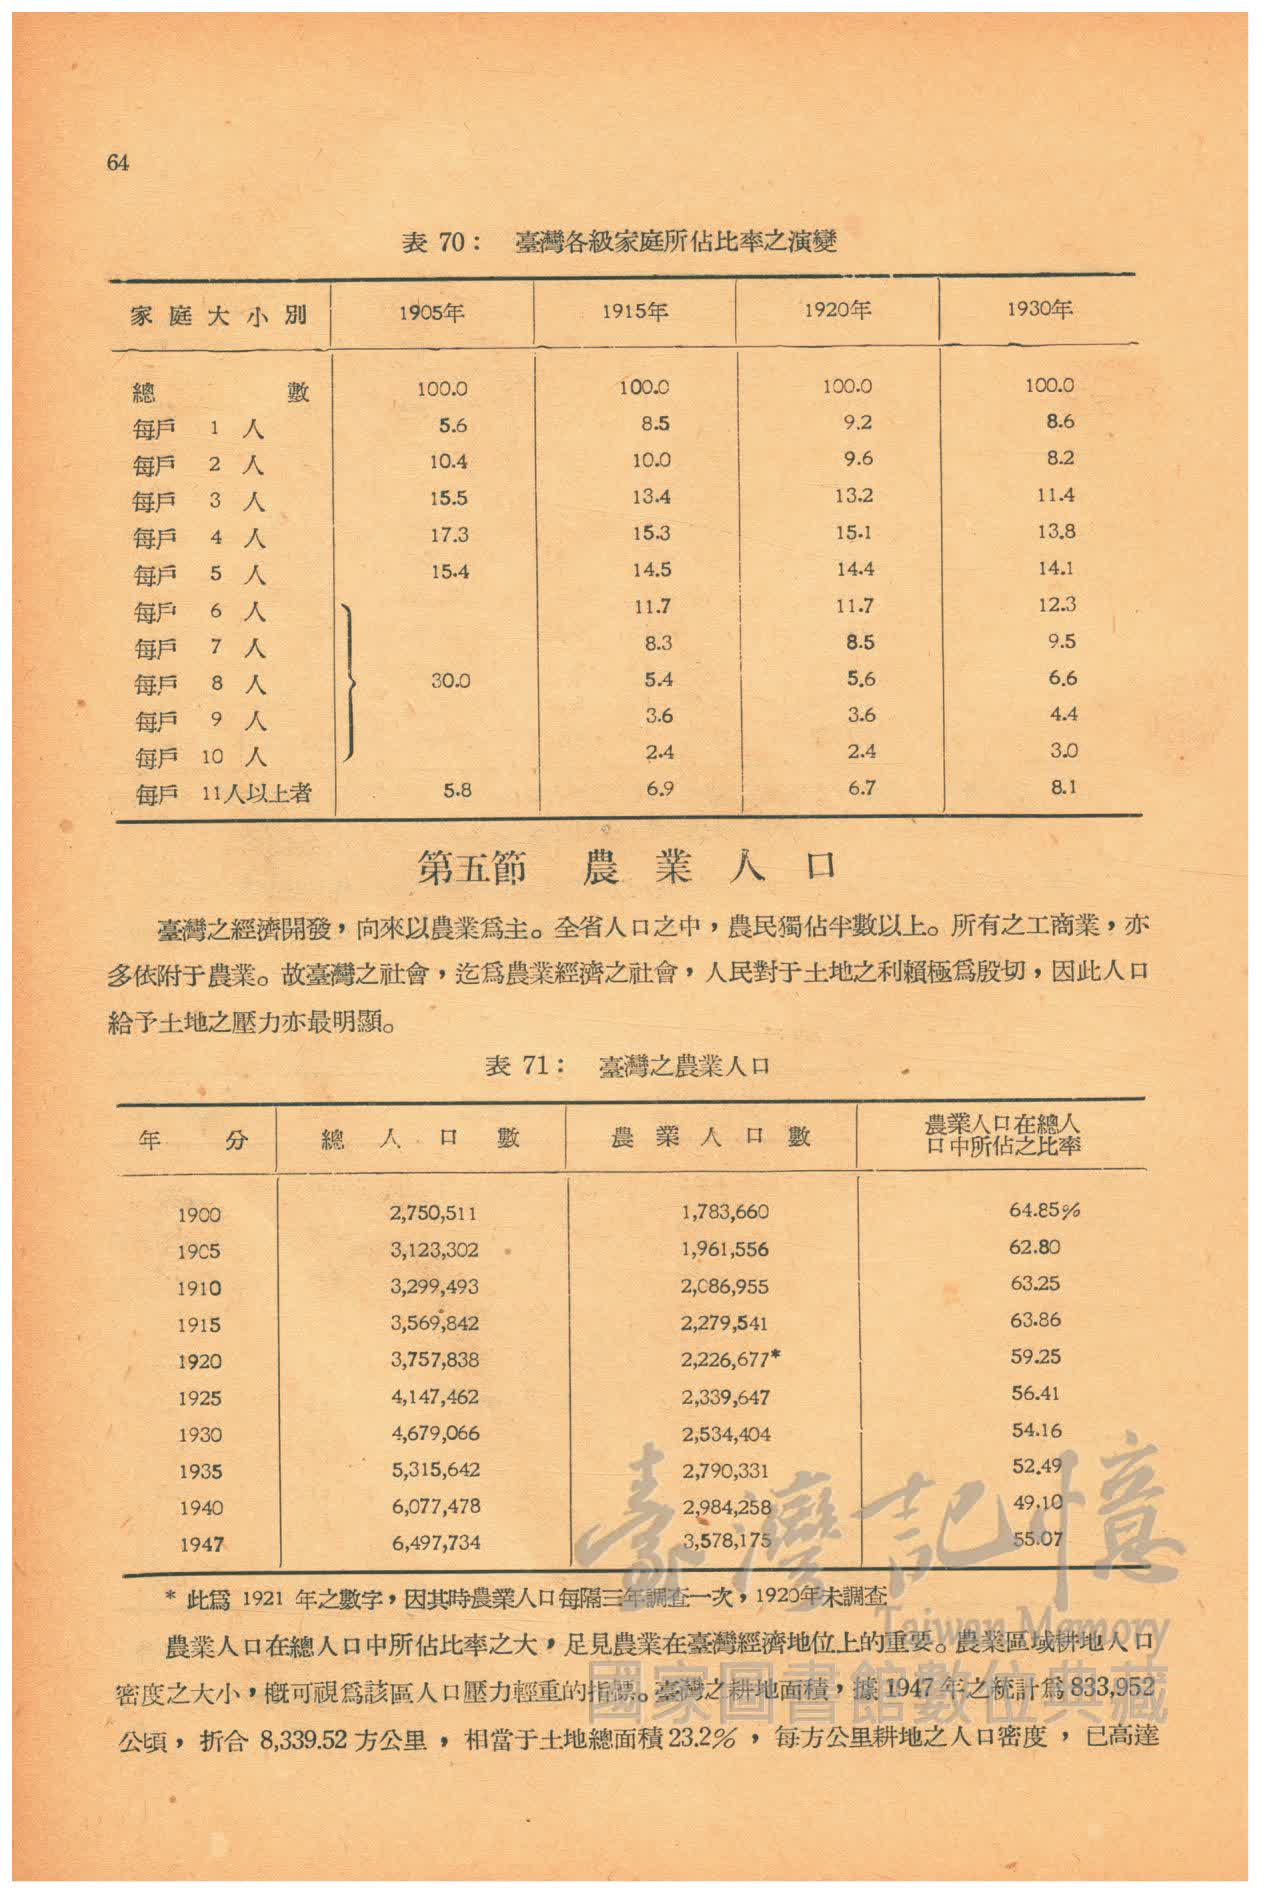 64
表 70： 臺灣各級家庭所佔比率之演變
家庭大小別 1905年 1915年 1920年 1930年
總數 100.0 100.0 100.0 100.0
每戶 1 人 5.6 8.5 9.2 8.6
每戶 2 人 10.4 10.0 9.6 8.2
每戶 3 人 15.5 13.4 13.2 11.4
每戶 4 人 17.3 15.3 15.1 13.8
每戶 5 人 15.4 14.5 14.4 14.1
每戶 6 人 11.7 11.7 12.3
每戶 7 人 8.3 8.5 9.5
每戶 8 人 30.0 5.4 5.6 6.6
每戶 9 人 3.6 3.6 4.4
每戶 10 人 2.4 2.4 3.0
每戶 11人以上者 5.8 6.9 6.7 8.1
第五節 農業人口
臺灣之經濟開發，向來以農業爲主。全省人口之中，農民獨佔半數以上。所有之工商業，亦
多依附于農業。故臺灣之社會，迄爲農業經濟之社會，人民對于土地之利賴極爲殷切，因此人口
給予土地之壓力亦最明顯。
表 71： 臺灣之農業人口
年分 總人口數 農業人口數 農業人口在總人
口中所佔之比率
1900 2,750,511 1,783,660 64.85%
1905 3,123,302 1,961,556 62.80
1910 3,299,493 2,086,955 63.25
1915 3,569,842 2,279,541 63.86
1920 3,757,838 2,226,677* 59.25
1925 4,147,462 2,339,647 56.41
1930 4,679,066 2,534,404 54.16
1935 5,315,642 2,790,331 52.49
1940 6,077,478 2,984,258 49.10
1947 6,497,734 3,578,175 55.07
* 此爲 1921 年之數字，因其時農業人口每隔三年調查一次，1920年未調查
農業人口在總人口中所佔比率之大，足見農業在臺灣經濟地位上的重要。農業區域耕地人口
密度之大小，概可視爲該區人口壓力輕重的指標。臺灣之耕地面積，據 1947 年之統計爲 833,952
公頃，折合 8,339.52 方公里，相當于土地總面積 23.2%，每方公里耕地之人口密度，已高達
臺灣記憶
Taiwan Memory
國家圖書館數位典藏